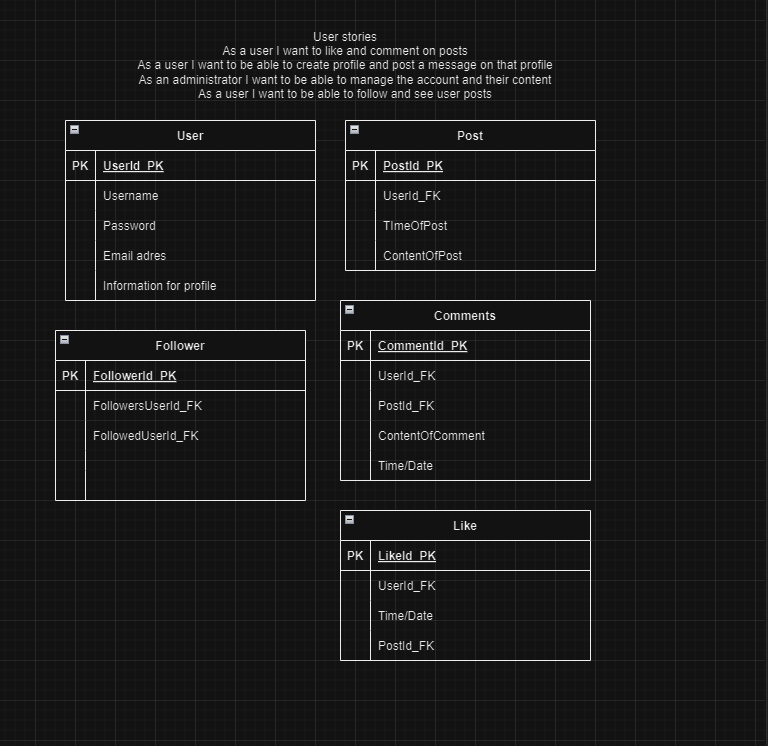 User stories
As a user I want to like and comment on posts
As a user I want to be able to create profile and post a message on that profile
As an administrator I want to be able to manage the account and their content
As a user I want to be able to follow and see user posts
User
PK UserId_PK
Username
Password
Email adres
Information for profile
Post
PK PostId_PK
UserId_FK
TImeOfPost
ContentOfPost
Follower
PK FollowerId_PK
FollowersUserId_FK
FollowedUserId_FK
Comments
PK CommentId_PK
UserId_FK
PostId_FK
ContentOfComment
Time/Date
Like
PK LikeId_PK
UserId_FK
Time/Date
PostId_FK